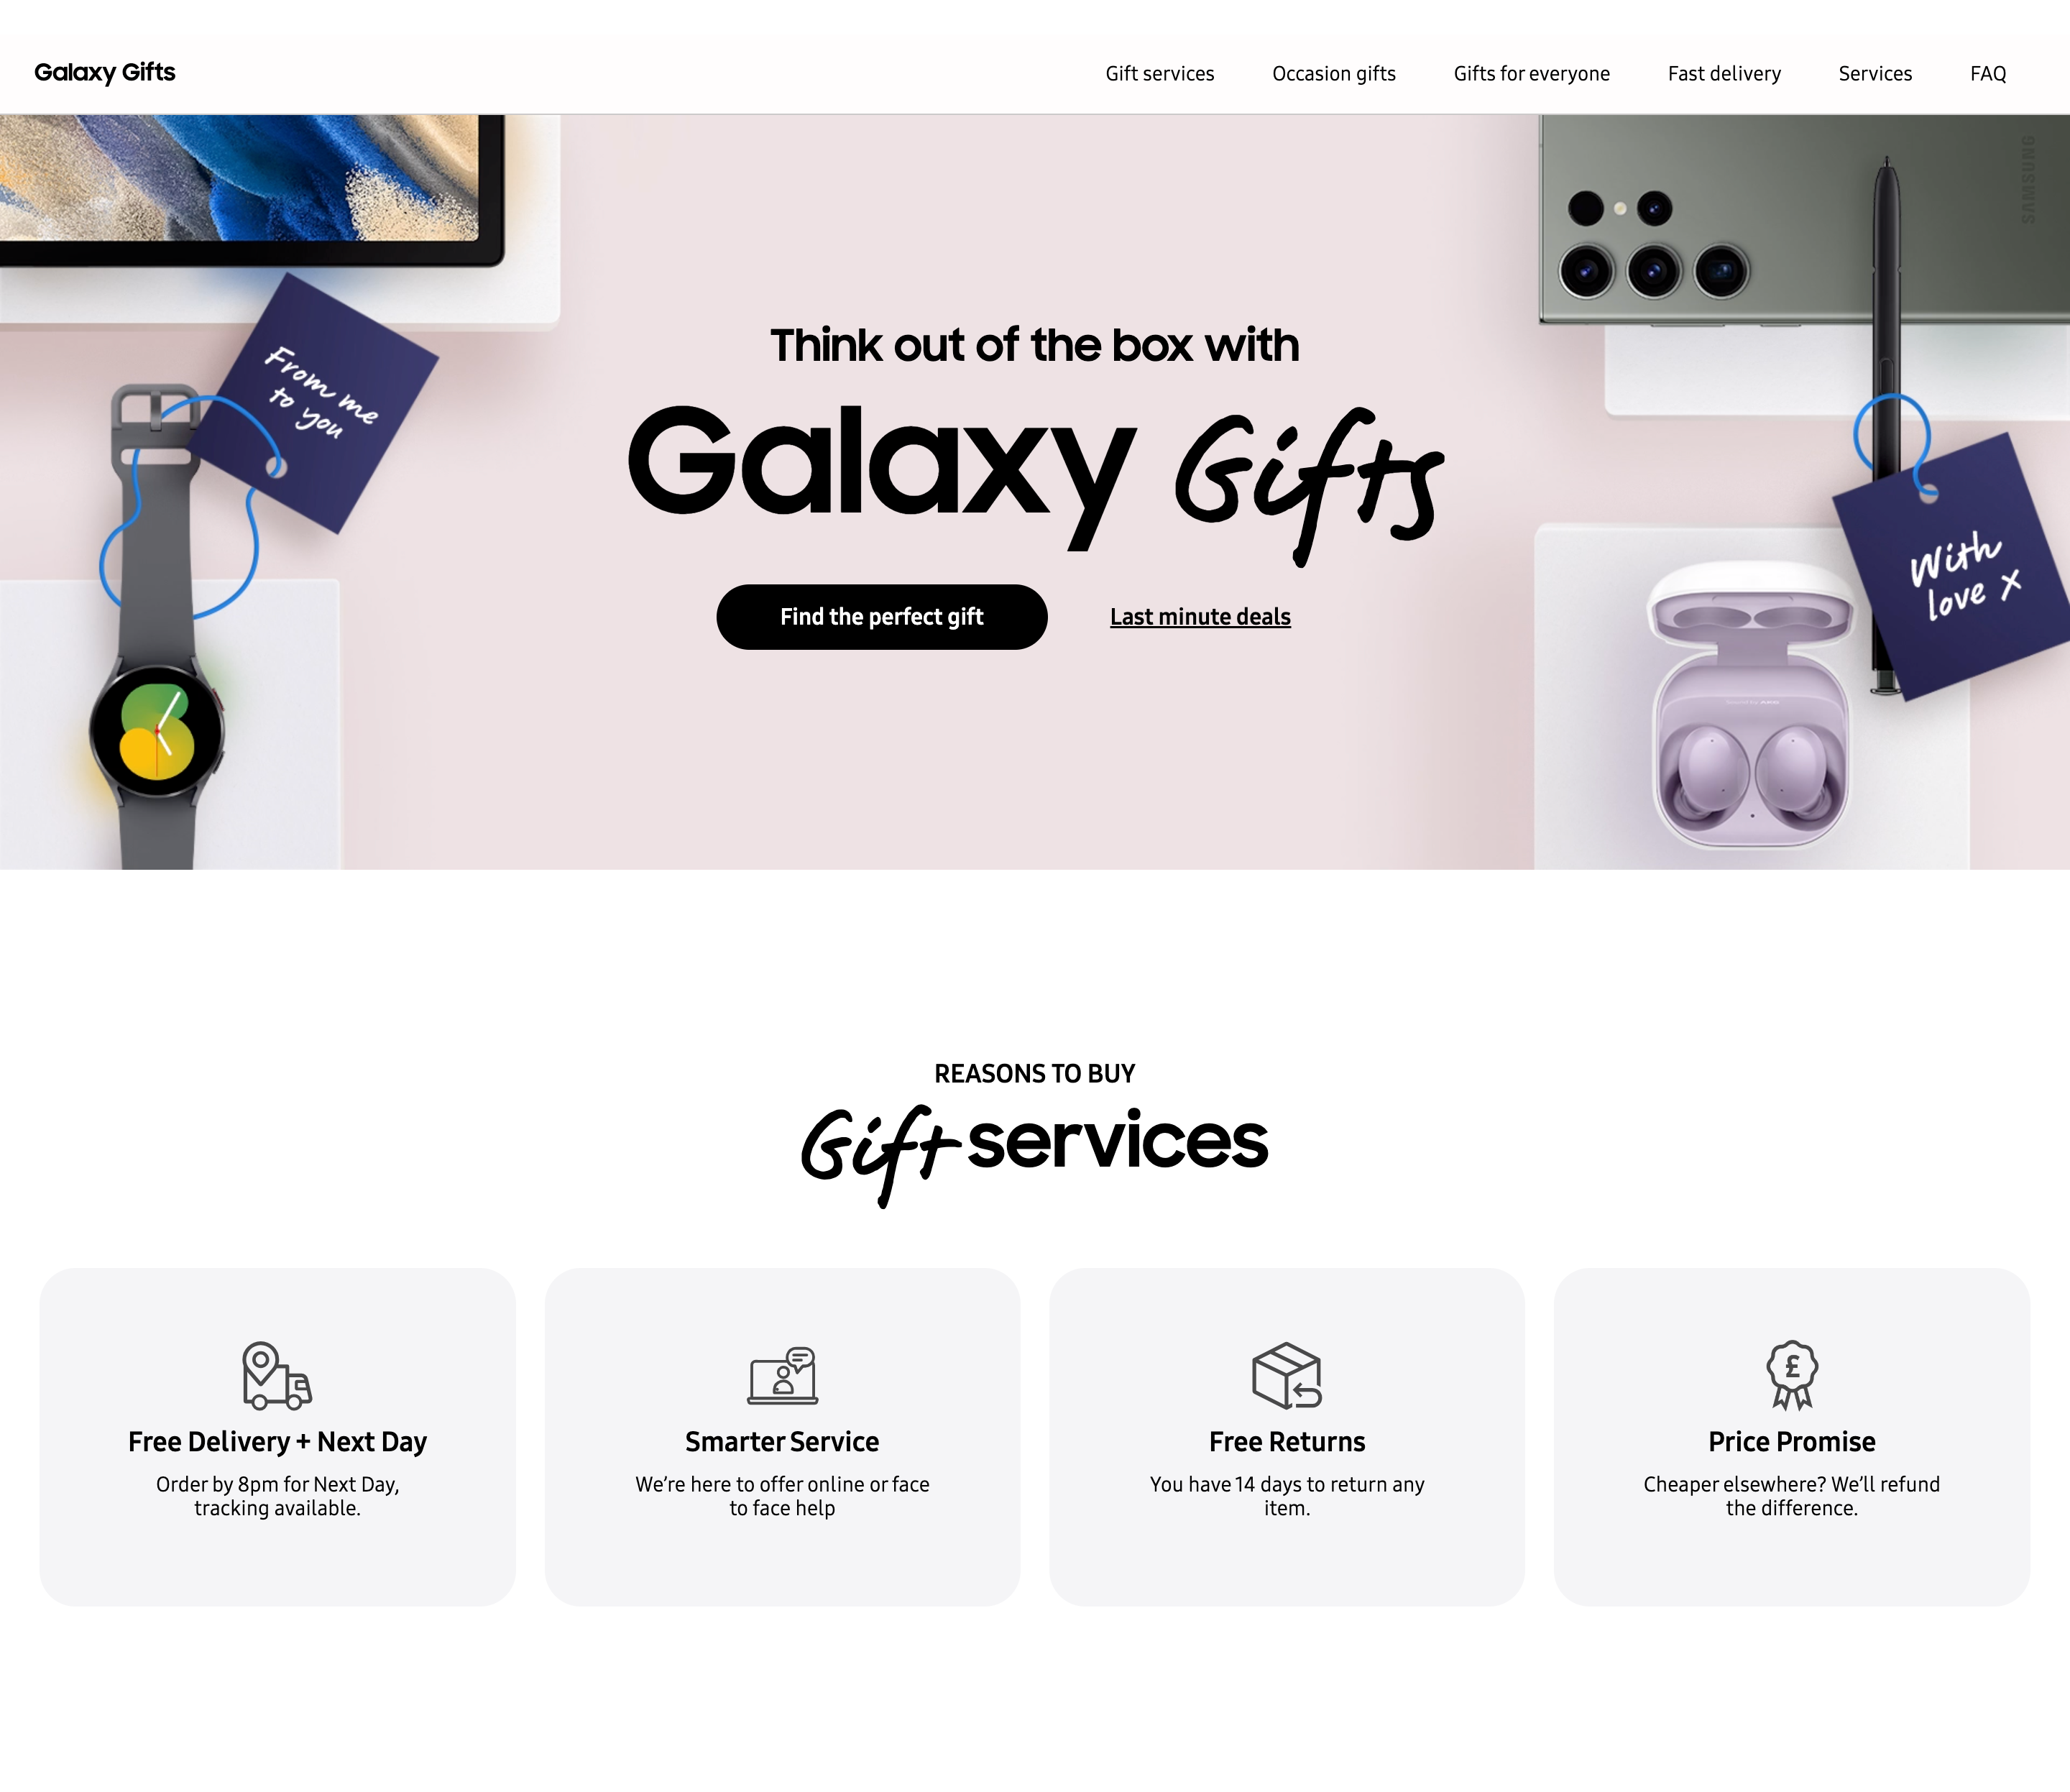 Galaxy Gifts
Gift services
Occasion gifts
Gifts for everyone
Fast delivery
Services
FAQ
SAMSUNG
From me
to you
Think out of the box with
Galaxy Gifts
Find the perfect gift
Last minute deals
With
love x
REASONS TO BUY
Gift services
£
Free Delivery + Next Day
Order by 8pm for Next Day,
tracking available.
Smarter Service
We're here to offer online or face
to face help
Free Returns
You have 14 days to return any
item.
Price Promise
Cheaper elsewhere? We'll refund
the difference.